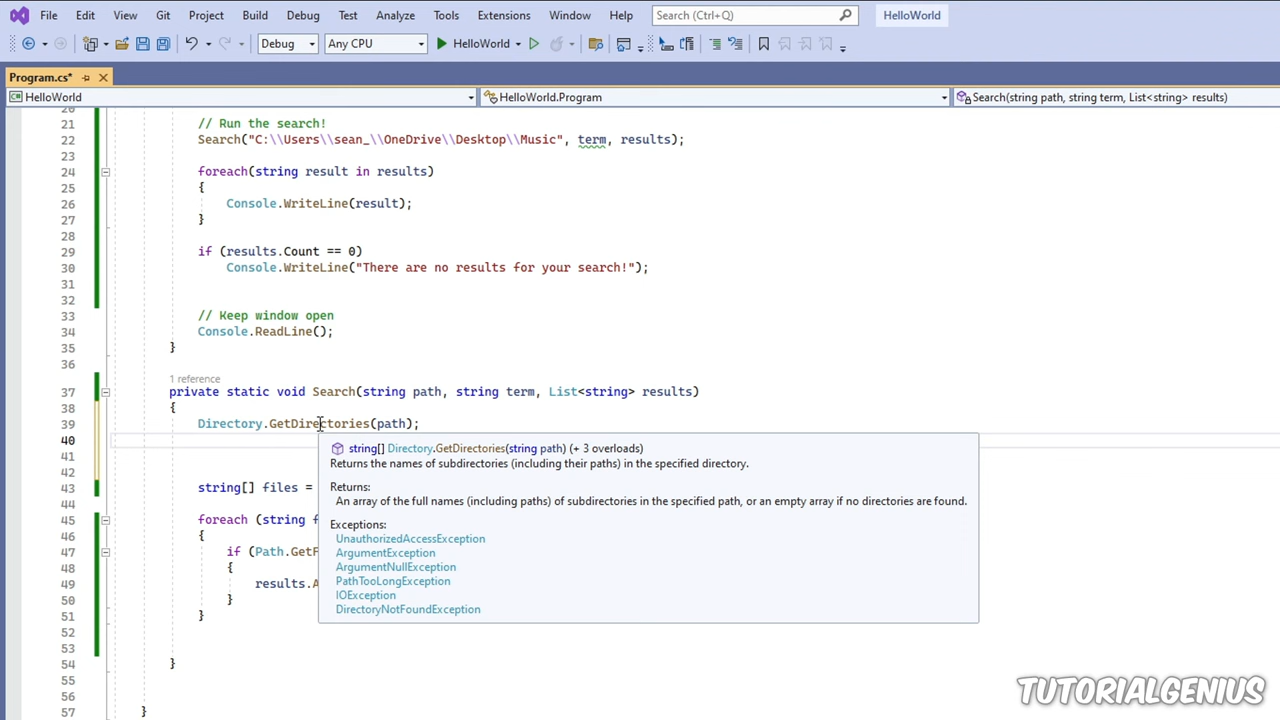 File Edit View Git Project Build Debug Test Analyze Tools Extensions Window Help Search (Ctrl+Q) HelloWorld
Debug Any CPU HelloWorld
Program.cs*
HelloWorld HelloWorld.Program Search(string path, string term, List<string> results)
20
21 // Run the search!
22 Search("C:\\Users\\sean_\\OneDrive\\Desktop\\Music", term, results);
23
24 foreach(string result in results)
25 {
26 Console.WriteLine(result);
27 }
28
29 if (results.Count == 0)
30 Console.WriteLine("There are no results for your search!");
31
32
33 // Keep window open
34 Console.ReadLine();
35 }
36
1 reference
37 private static void Search(string path, string term, List<string> results)
38 {
39 Directory.GetDirectories(path);
40
string[] Directory.GetDirectories(string path) (+ 3 overloads)
Returns the names of subdirectories (including their paths) in the specified directory.
Returns:
An array of the full names (including paths) of subdirectories in the specified path, or an empty array if no directories are found.
Exceptions:
UnauthorizedAccessException
ArgumentException
ArgumentNullException
PathTooLongException
IOException
DirectoryNotFoundException
41
42
43 string[] files =
44
45 foreach (string f
46 {
47 if (Path.GetF
48 {
49 results.A
50 }
51 }
52
53
54 }
55
56
57 }
TUTORIALGENIUS